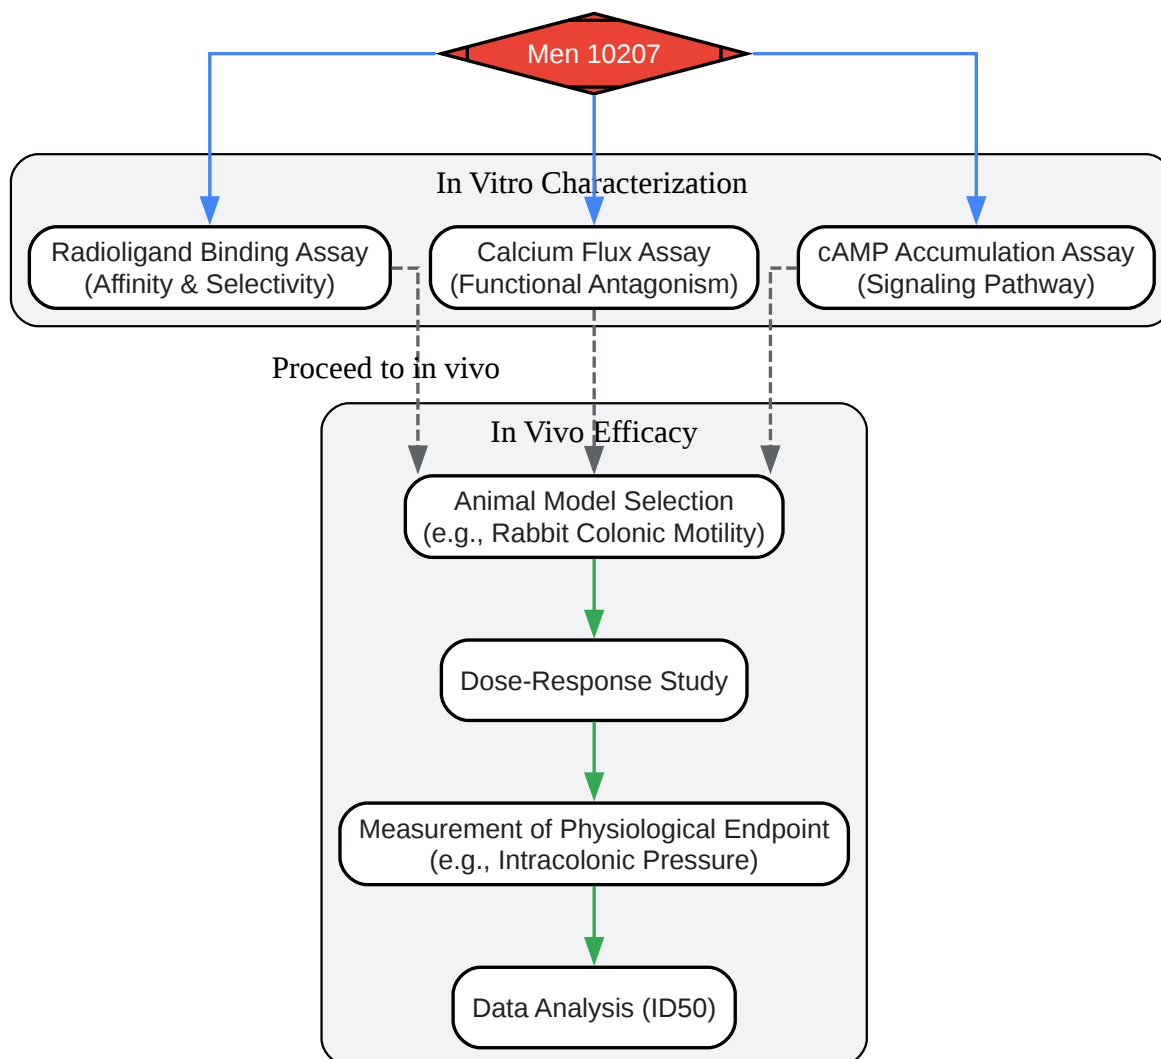 Men 10207
In Vitro Characterization
Radioligand Binding Assay
(Affinity & Selectivity)
Calcium Flux Assay
(Functional Antagonism)
cAMP Accumulation Assay
(Signaling Pathway)
Proceed to in vivo
In Vivo Efficacy
Animal Model Selection
(e.g., Rabbit Colonic Motility)
Dose-Response Study
Measurement of Physiological Endpoint
(e.g., Intracolonic Pressure)
Data Analysis (ID50)